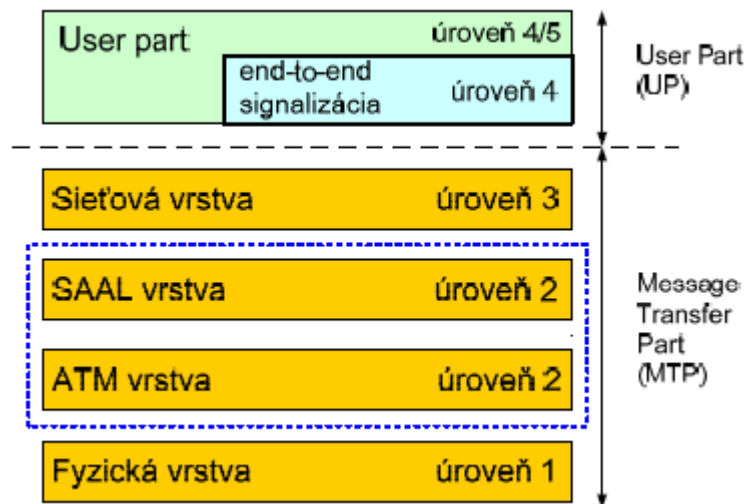 User part
úroveň 4/5
end-to-end
signalizácia
úroveň 4
User Part
(UP)
Sieťová vrstva úroveň 3
SAAL vrstva úroveň 2
ATM vrstva úroveň 2
Fyzická vrstva úroveň 1
Message
Transfer
Part
(MTP)